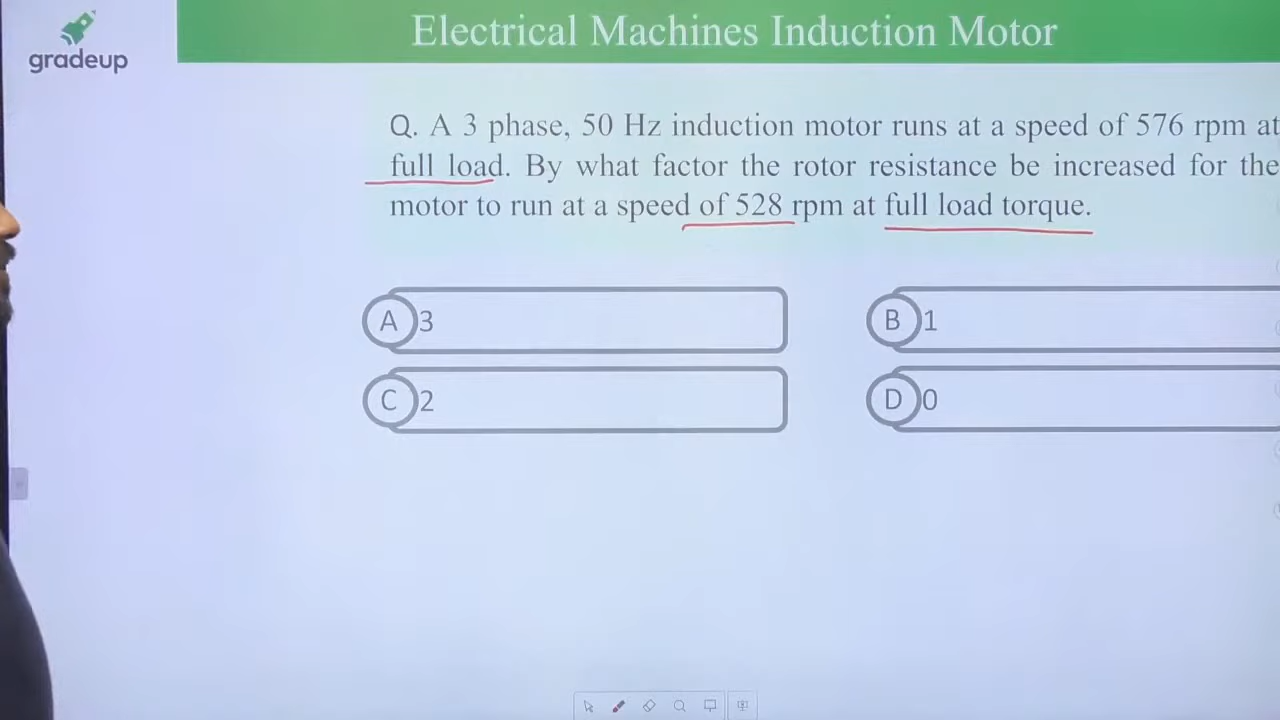 gradeup
Electrical Machines Induction Motor
Q. A 3 phase, 50 Hz induction motor runs at a speed of 576 rpm at
full load. By what factor the rotor resistance be increased for the
motor to run at a speed of 528 rpm at full load torque.
A 3
B 1
C 2
D 0